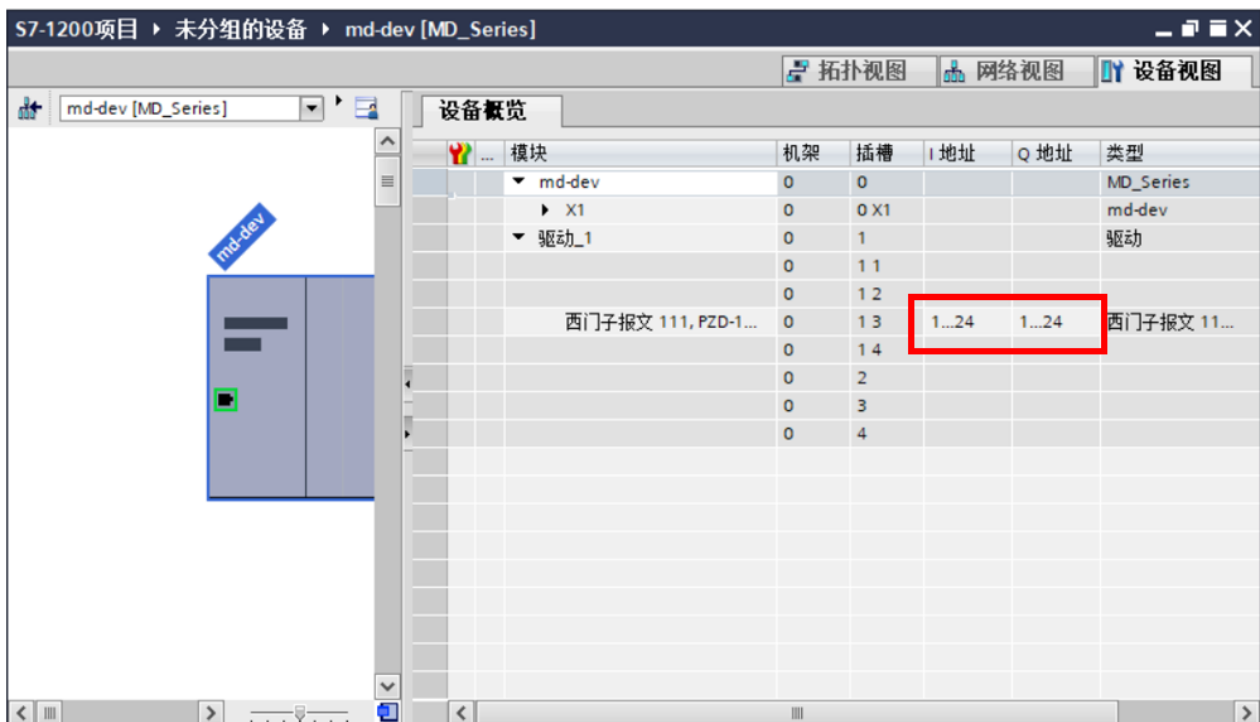 S7-1200项目 ▸ 未分组的设备 ▸ md-dev [MD_Series]
拓扑视图 网络视图 设备视图
md-dev [MD_Series] 设备概览
... 模块 机架 插槽 I 地址 Q 地址 类型
md-dev 0 0 MD_Series
X1 0 0 X1 md-dev
驱动_1 0 1 驱动
0 1 1
0 1 2
西门子报文 111, PZD-1... 0 1 3 1...24 1...24 西门子报文 11...
0 1 4
0 2
0 3
0 4
md-dev